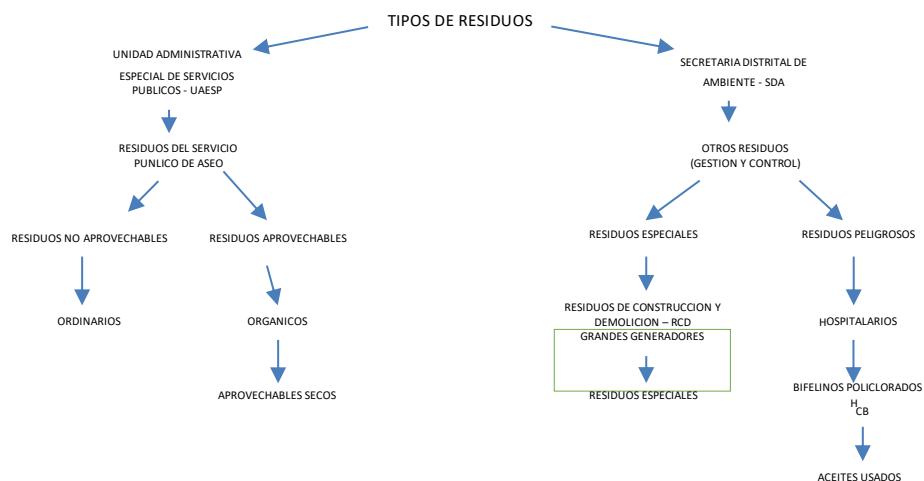 TIPOS DE RESIDUOS
UNIDAD ADMINISTRATIVA
ESPECIAL DE SERVICIOS
PUBLICOS - UAESP
SECRETARIA DISTRITAL DE
AMBIENTE - SDA
RESIDUOS DEL SERVICIO
PUNLICO DE ASEO
OTROS RESIDUOS
(GESTION Y CONTROL)
RESIDUOS NO APROVECHABLES
RESIDUOS APROVECHABLES
RESIDUOS ESPECIALES
RESIDUOS PELIGROSOS
ORDINARIOS
ORGANICOS
RESIDUOS DE CONSTRUCCION Y
DEMOLICION – RCD
GRANDES GENERADORES
HOSPITALARIOS
APROVECHABLES SECOS
RESIDUOS ESPECIALES
BIFELINOS POLICLORADOS
H
CB
ACEITES USADOS